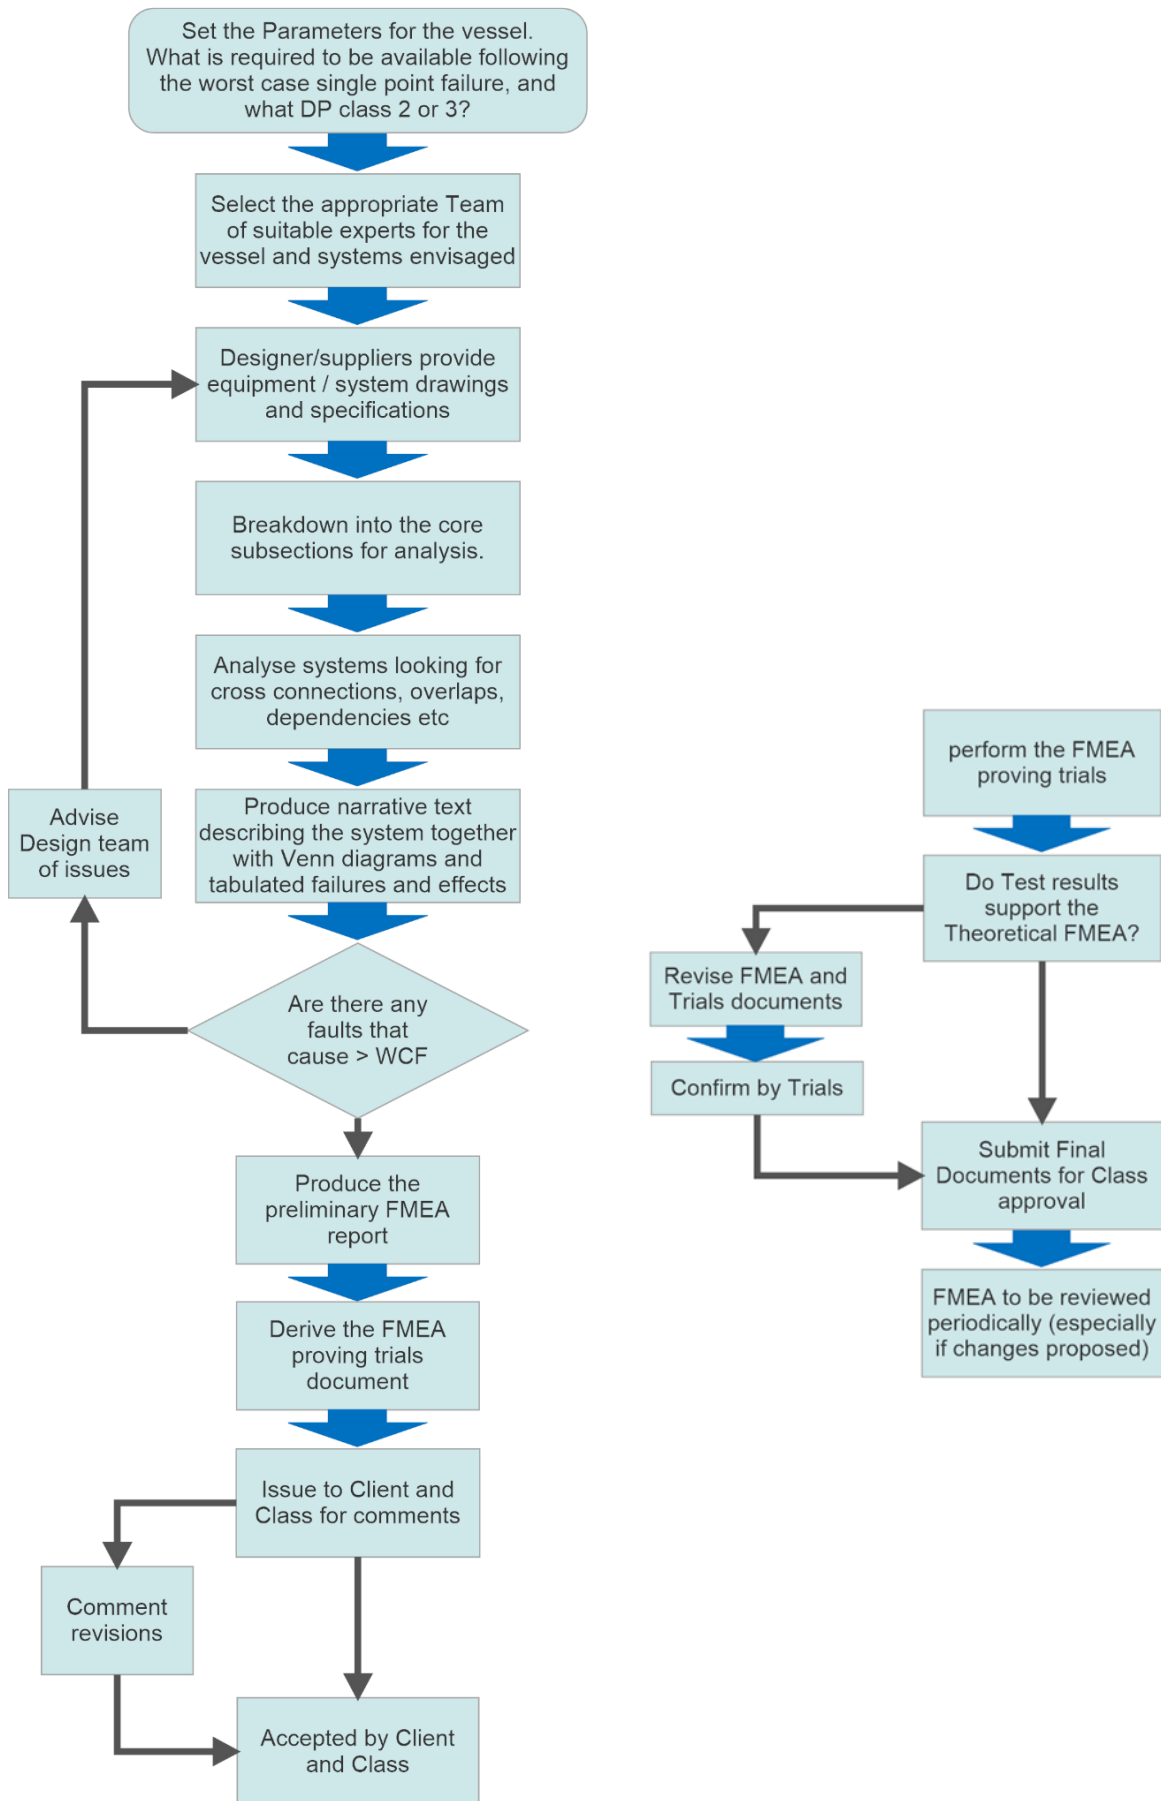 Set the Parameters for the vessel.
What is required to be available following
the worst case single point failure, and
what DP class 2 or 3?
Select the appropriate Team
of suitable experts for the
vessel and systems envisaged
Designer/suppliers provide
equipment / system drawings
and specifications
Breakdown into the core
subsections for analysis.
Analyse systems looking for
cross connections, overlaps,
dependencies etc
Produce narrative text
describing the system together
with Venn diagrams and
tabulated failures and effects
Advise
Design team
of issues
Are there any
faults that
cause > WCF
Produce the
preliminary FMEA
report
Derive the FMEA
proving trials
document
Issue to Client and
Class for comments
Comment
revisions
Accepted by Client
and Class
perform the FMEA
proving trials
Do Test results
support the
Theoretical FMEA?
Revise FMEA and
Trials documents
Confirm by Trials
Submit Final
Documents for Class
approval
FMEA to be reviewed
periodically (especially
if changes proposed)